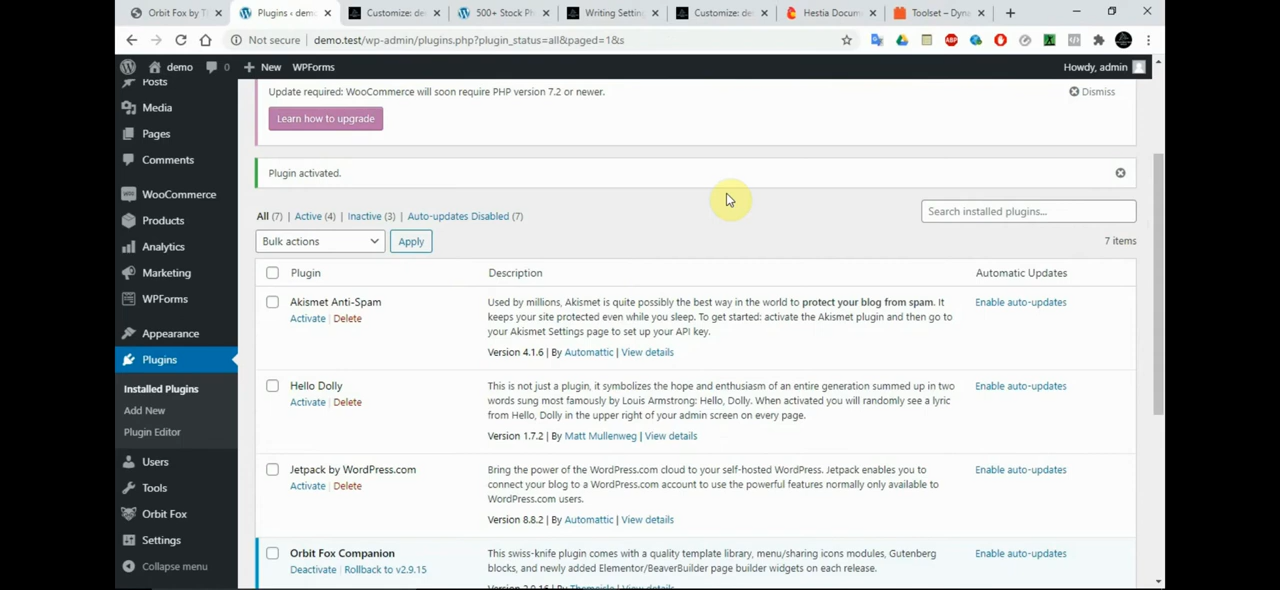 Orbit Fox by T
Plugins ‹ demo
Customize: de
500+ Stock Ph
Writing Settin
Customize: de
Hestia Docum
Toolset – Dyna
Not secure
demo.test/wp-admin/plugins.php?plugin_status=all&paged=1&s
demo
0
New
WPForms
Howdy, admin
Posts
Media
Pages
Comments
WooCommerce
Products
Analytics
Marketing
WPForms
Appearance
Plugins
Installed Plugins
Add New
Plugin Editor
Users
Tools
Orbit Fox
Settings
Collapse menu
Update required: WooCommerce will soon require PHP version 7.2 or newer.
Dismiss
Learn how to upgrade
Plugin activated.
All (7) | Active (4) | Inactive (3) | Auto-updates Disabled (7)
Search installed plugins...
Bulk actions
Apply
7 items
Plugin
Description
Automatic Updates
Akismet Anti-Spam
Activate | Delete
Used by millions, Akismet is quite possibly the best way in the world to protect your blog from spam. It
keeps your site protected even while you sleep. To get started: activate the Akismet plugin and then go to
your Akismet Settings page to set up your API key.
Version 4.1.6 | By Automattic | View details
Enable auto-updates
Hello Dolly
Activate | Delete
This is not just a plugin, it symbolizes the hope and enthusiasm of an entire generation summed up in two
words sung most famously by Louis Armstrong: Hello, Dolly. When activated you will randomly see a lyric
from Hello, Dolly in the upper right of your admin screen on every page.
Version 1.7.2 | By Matt Mullenweg | View details
Enable auto-updates
Jetpack by WordPress.com
Activate | Delete
Bring the power of the WordPress.com cloud to your self-hosted WordPress. Jetpack enables you to
connect your blog to a WordPress.com account to use the powerful features normally only available to
WordPress.com users.
Version 8.8.2 | By Automattic | View details
Enable auto-updates
Orbit Fox Companion
Deactivate | Rollback to v2.9.15
This swiss-knife plugin comes with a quality template library, menu/sharing icons modules, Gutenberg
blocks, and newly added Elementor/BeaverBuilder page builder widgets on each release.
Version 2.9.16 | By Themeisle | View details
Enable auto-updates